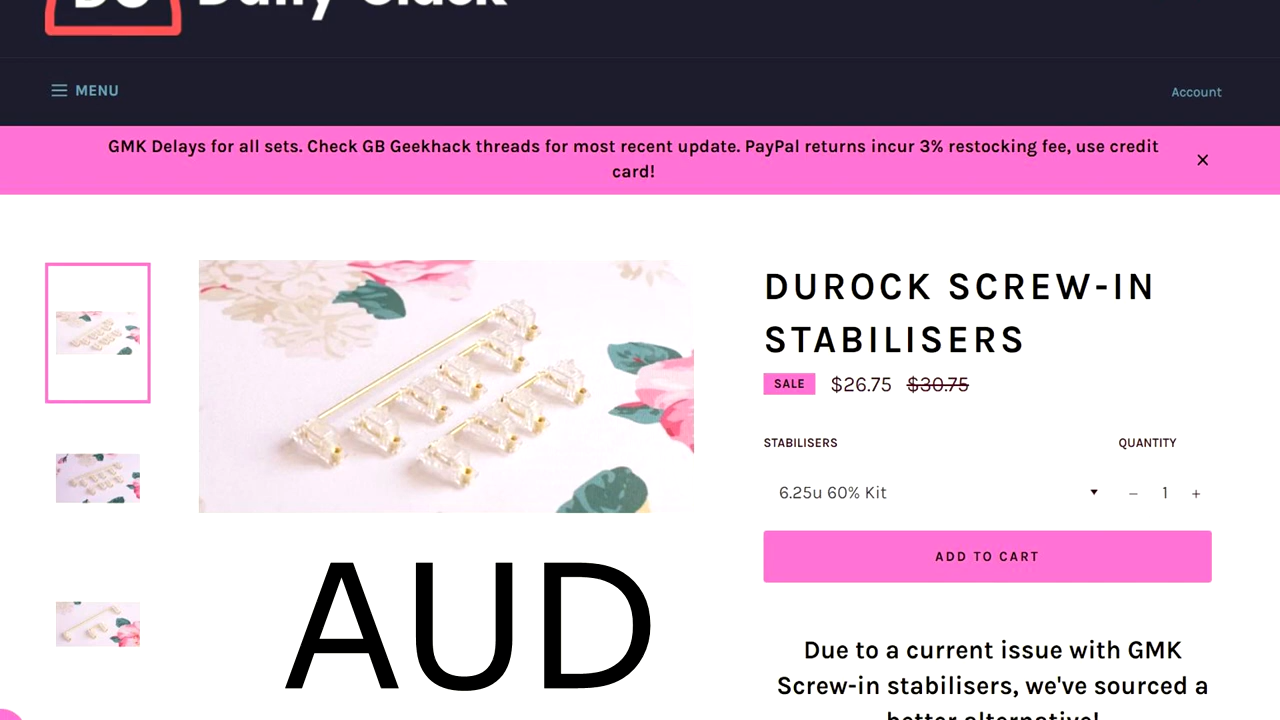 Daily Clack
MENU
Account
GMK Delays for all sets. Check GB Geekhack threads for most recent update. PayPal returns incur 3% restocking fee, use credit
card!
DUROCK SCREW-IN
STABILISERS
SALE $26.75 $30.75
STABILISERS QUANTITY
6.25u 60% Kit 1
ADD TO CART
AUD
Due to a current issue with GMK
Screw-in stabilisers, we've sourced a
better alternative!